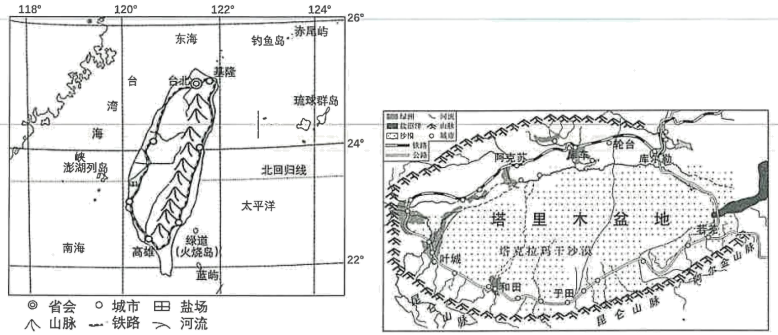 118° 120° 122° 124°
26°
东海
赤尾屿
钓鱼岛
基隆
台北
台
湾
海
峡
琉球群岛
24°
澎湖列岛
北回归线
太平洋
南海
高雄
绿道
(火烧岛)
兰屿
22°
省会 城市 盐场
山脉 铁路 河流
绿洲 河流
盐沼泽 山脉
沙漠 城市
铁路
公路
阿克苏
库车
轮台
库尔勒
塔里木盆地
塔克拉玛干沙漠
若羌
叶城
和田
于田
昆仑山脉
昆仑山脉
阿尔金山脉